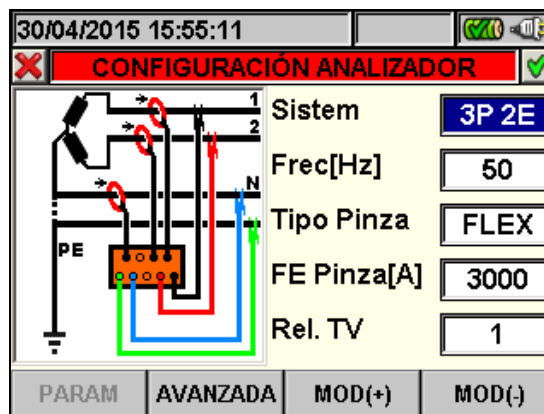 30/04/2015 15:55:11
CONFIGURACIÓN ANALIZADOR
1
2
N
PE
Sistem 3P 2E
Frec[Hz] 50
Tipo Pinza FLEX
FE Pinza[A] 3000
Rel. TV 1
PARAM AVANZADA MOD(+) MOD(-)